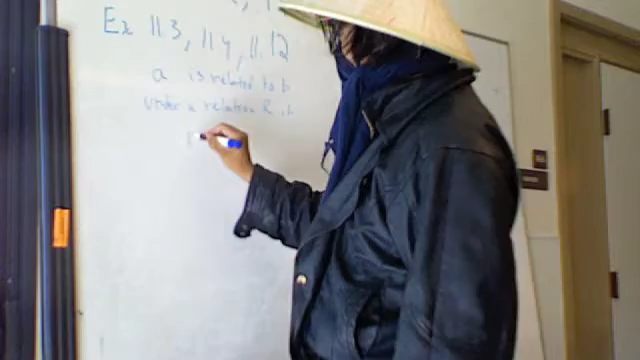 Ex 11.3, 11.4, 11.12
a is related to b
under a relation R if